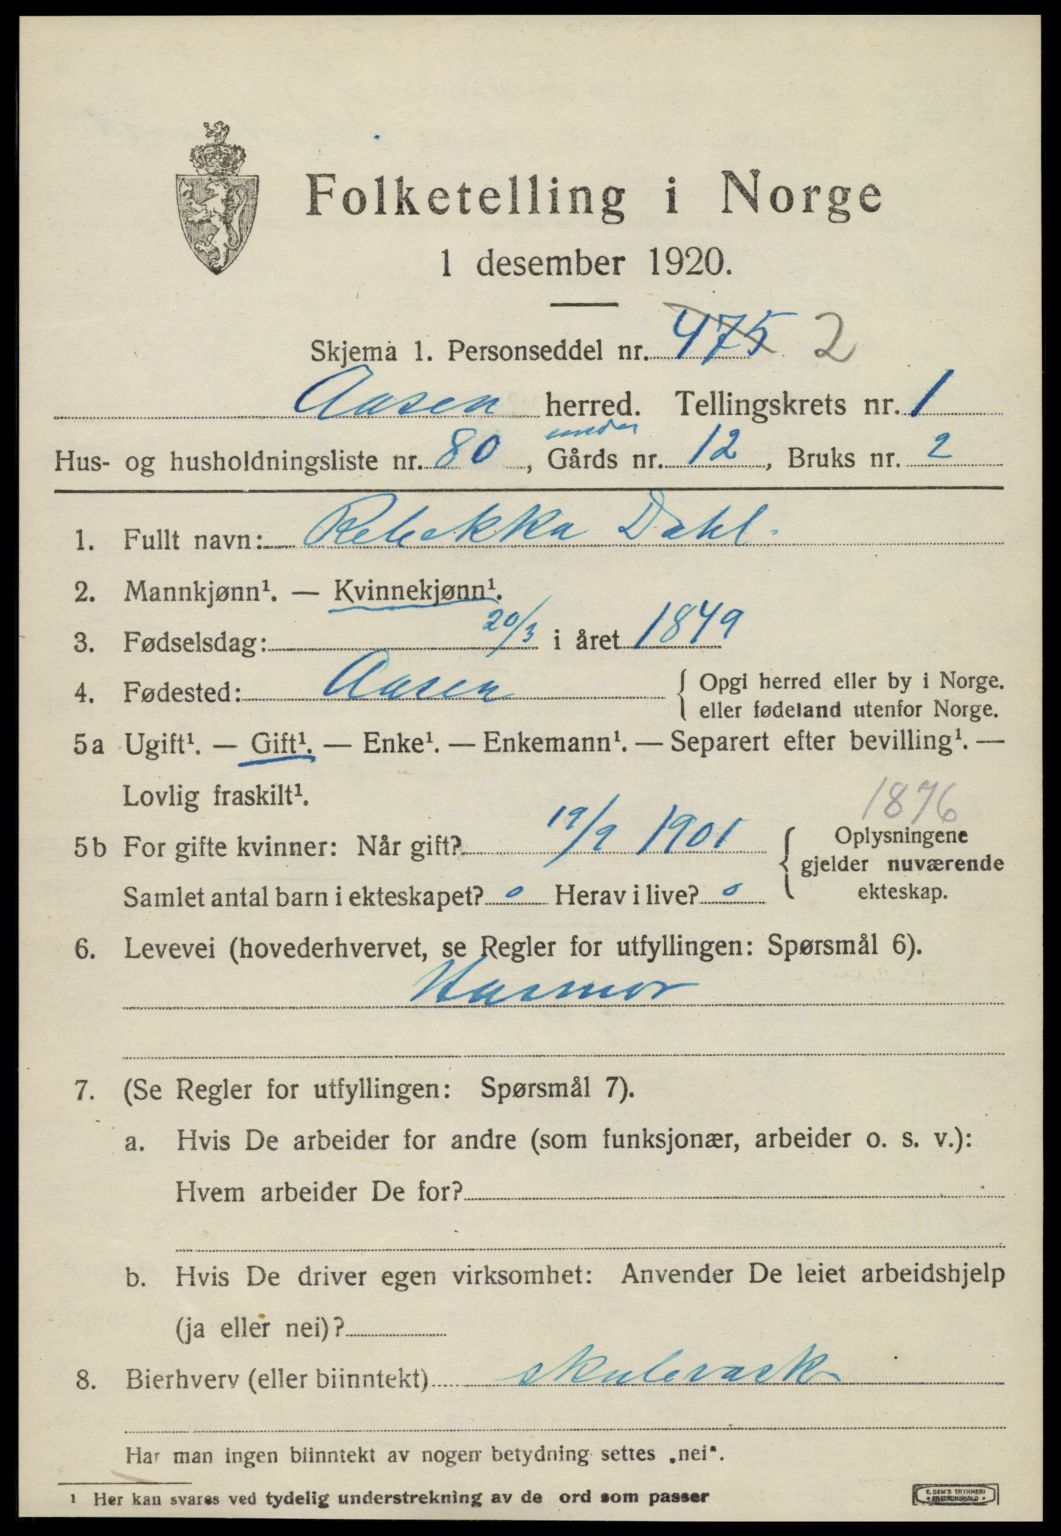 Folketelling i Norge
1 desember 1920.
Skjema 1. Personseddel nr. 475 2
Aasen herred. Tellingskrets nr. 1
under
Hus- og husholdningsliste nr. 80, Gårds nr. 12, Bruks nr. 2
1. Fullt navn: Rebekka Dahl.
2. Mannkjønn¹. — Kvinnekjønn¹.
3. Fødselsdag: 20/3 i året 1849
4. Fødested: Aasen { Opgi herred eller by i Norge.
eller fødeland utenfor Norge.
5a Ugift¹. — Gift¹. — Enke¹. — Enkemann¹. — Separert efter bevilling¹. —
Lovlig fraskilt¹.
1876
5b For gifte kvinner: Når gift? 19/9 1901 { Oplysningene
gjelder nuværende
Samlet antal barn i ekteskapet? 0 Herav i live? 0 ekteskap.
6. Levevei (hovederhvervet, se Regler for utfyllingen: Spørsmål 6).
Husmor
7. (Se Regler for utfyllingen: Spørsmål 7).
a. Hvis De arbeider for andre (som funksjonær, arbeider o. s. v.):
Hvem arbeider De for?
b. Hvis De driver egen virksomhet: Anvender De leiet arbeidshjelp
(ja eller nei)?
8. Bierhverv (eller biinntekt) skulevask
Har man ingen biinntekt av nogen betydning settes „nei“.
¹ Her kan svares ved tydelig understrekning av de ord som passer